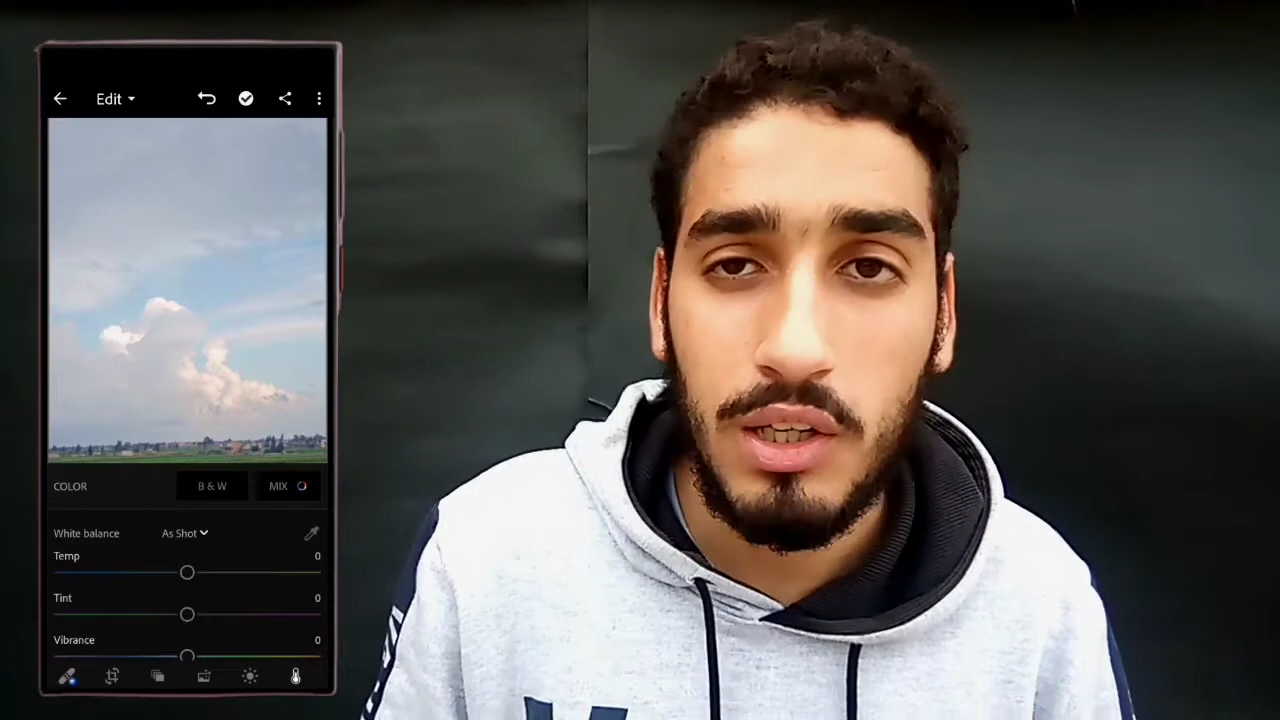 Edit
COLOR B & W MIX
White balance As Shot
Temp 0
Tint 0
Vibrance 0